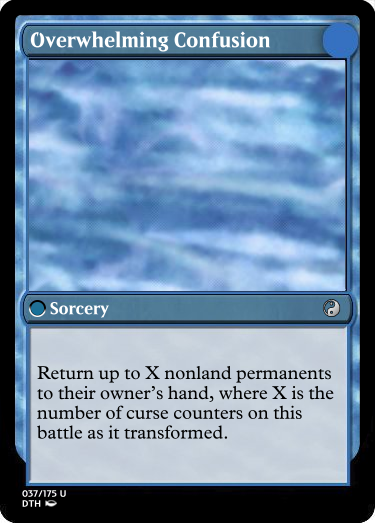 Overwhelming Confusion
Sorcery
Return up to X nonland permanents
to their owner's hand, where X is the
number of curse counters on this
battle as it transformed.
037/175 U
DTH